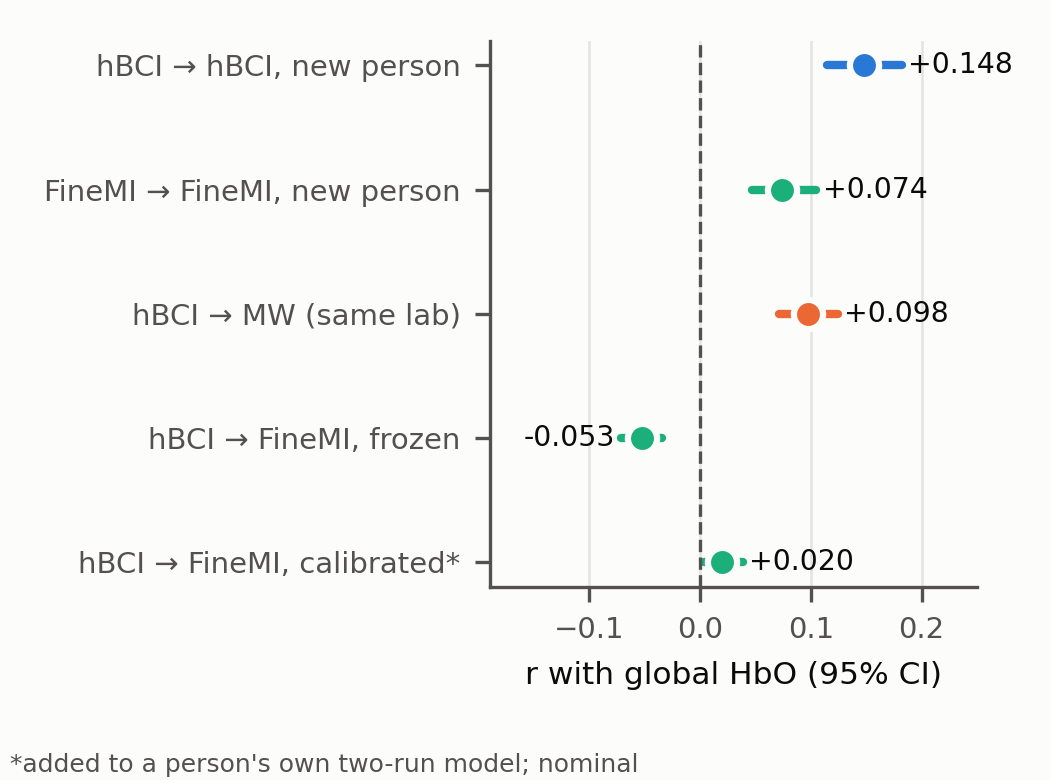 hBCI → hBCI, new person
+0.148
FineMI → FineMI, new person
+0.074
hBCI → MW (same lab)
+0.098
hBCI → FineMI, frozen
-0.053
hBCI → FineMI, calibrated*
+0.020
−0.1 0.0 0.1 0.2
r with global HbO (95% CI)
*added to a person's own two-run model; nominal